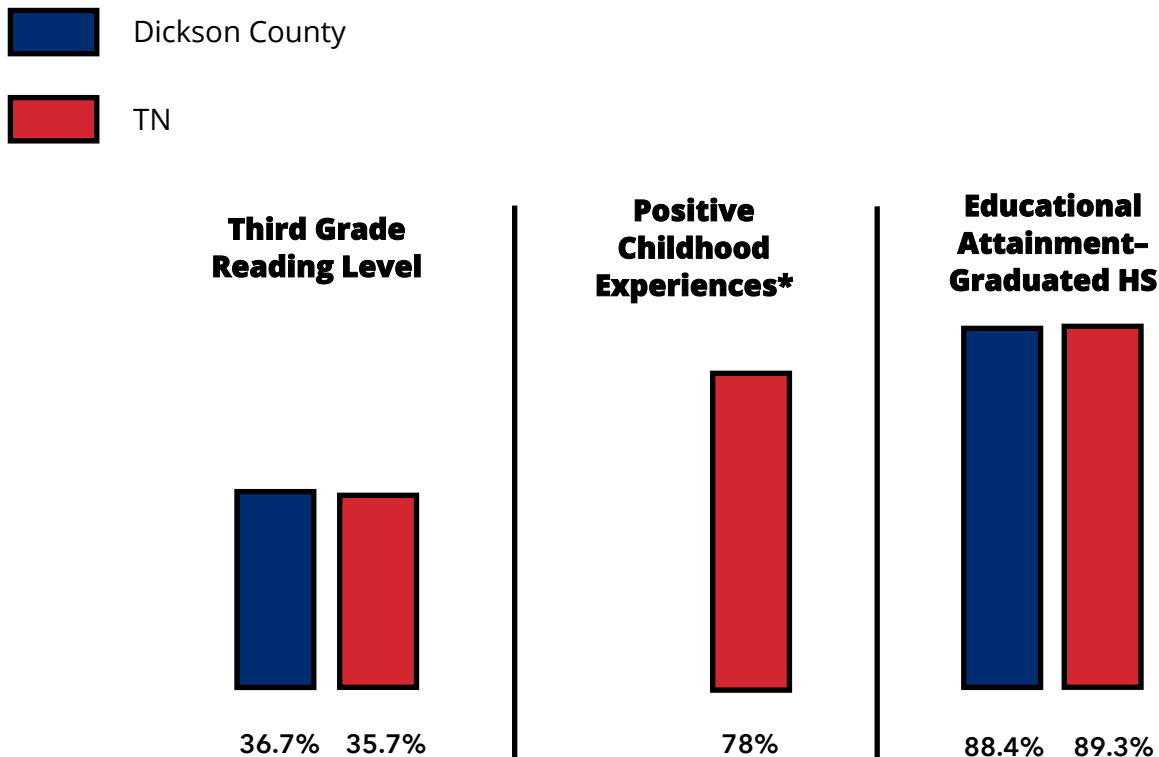 Dickson County
TN
Third Grade
Reading Level
Positive
Childhood
Experiences*
Educational
Attainment–
Graduated HS
36.7% 35.7%
78%
88.4% 89.3%